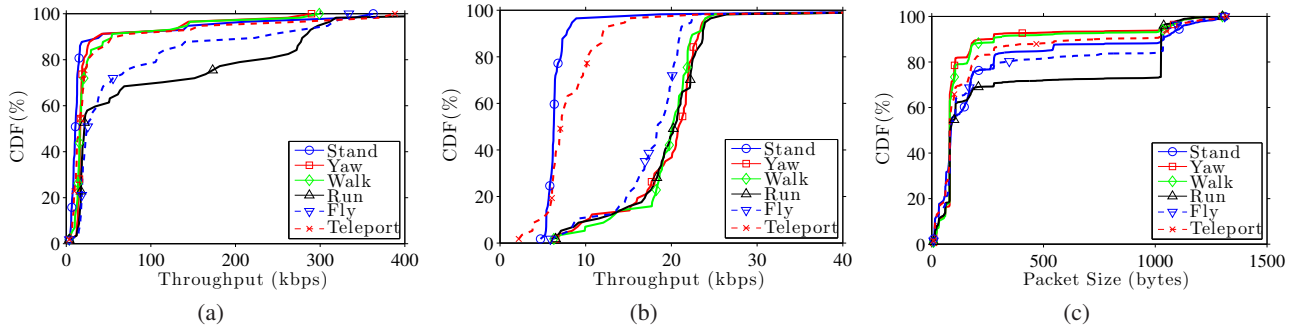 100
80
60
40
20
0
CDF(%)
0 100 200 300 400
Throughput (kbps)
Stand
Yaw
Walk
Run
Fly
Teleport
(a)
100
80
60
40
20
0
CDF(%)
0 10 20 30 40
Throughput (kbps)
Stand
Yaw
Walk
Run
Fly
Teleport
(b)
100
80
60
40
20
0
CDF(%)
0 500 1000 1500
Packet Size (bytes)
Stand
Yaw
Walk
Run
Fly
Teleport
(c)